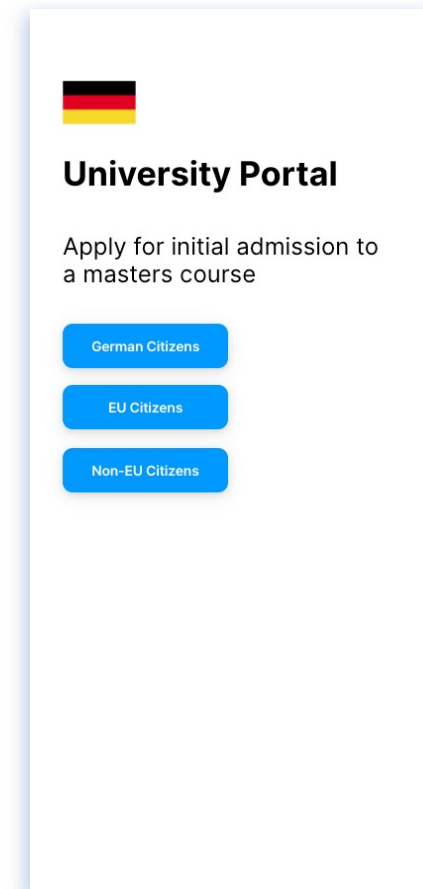 University Portal
Apply for initial admission to
a masters course
German Citizens
EU Citizens
Non-EU Citizens